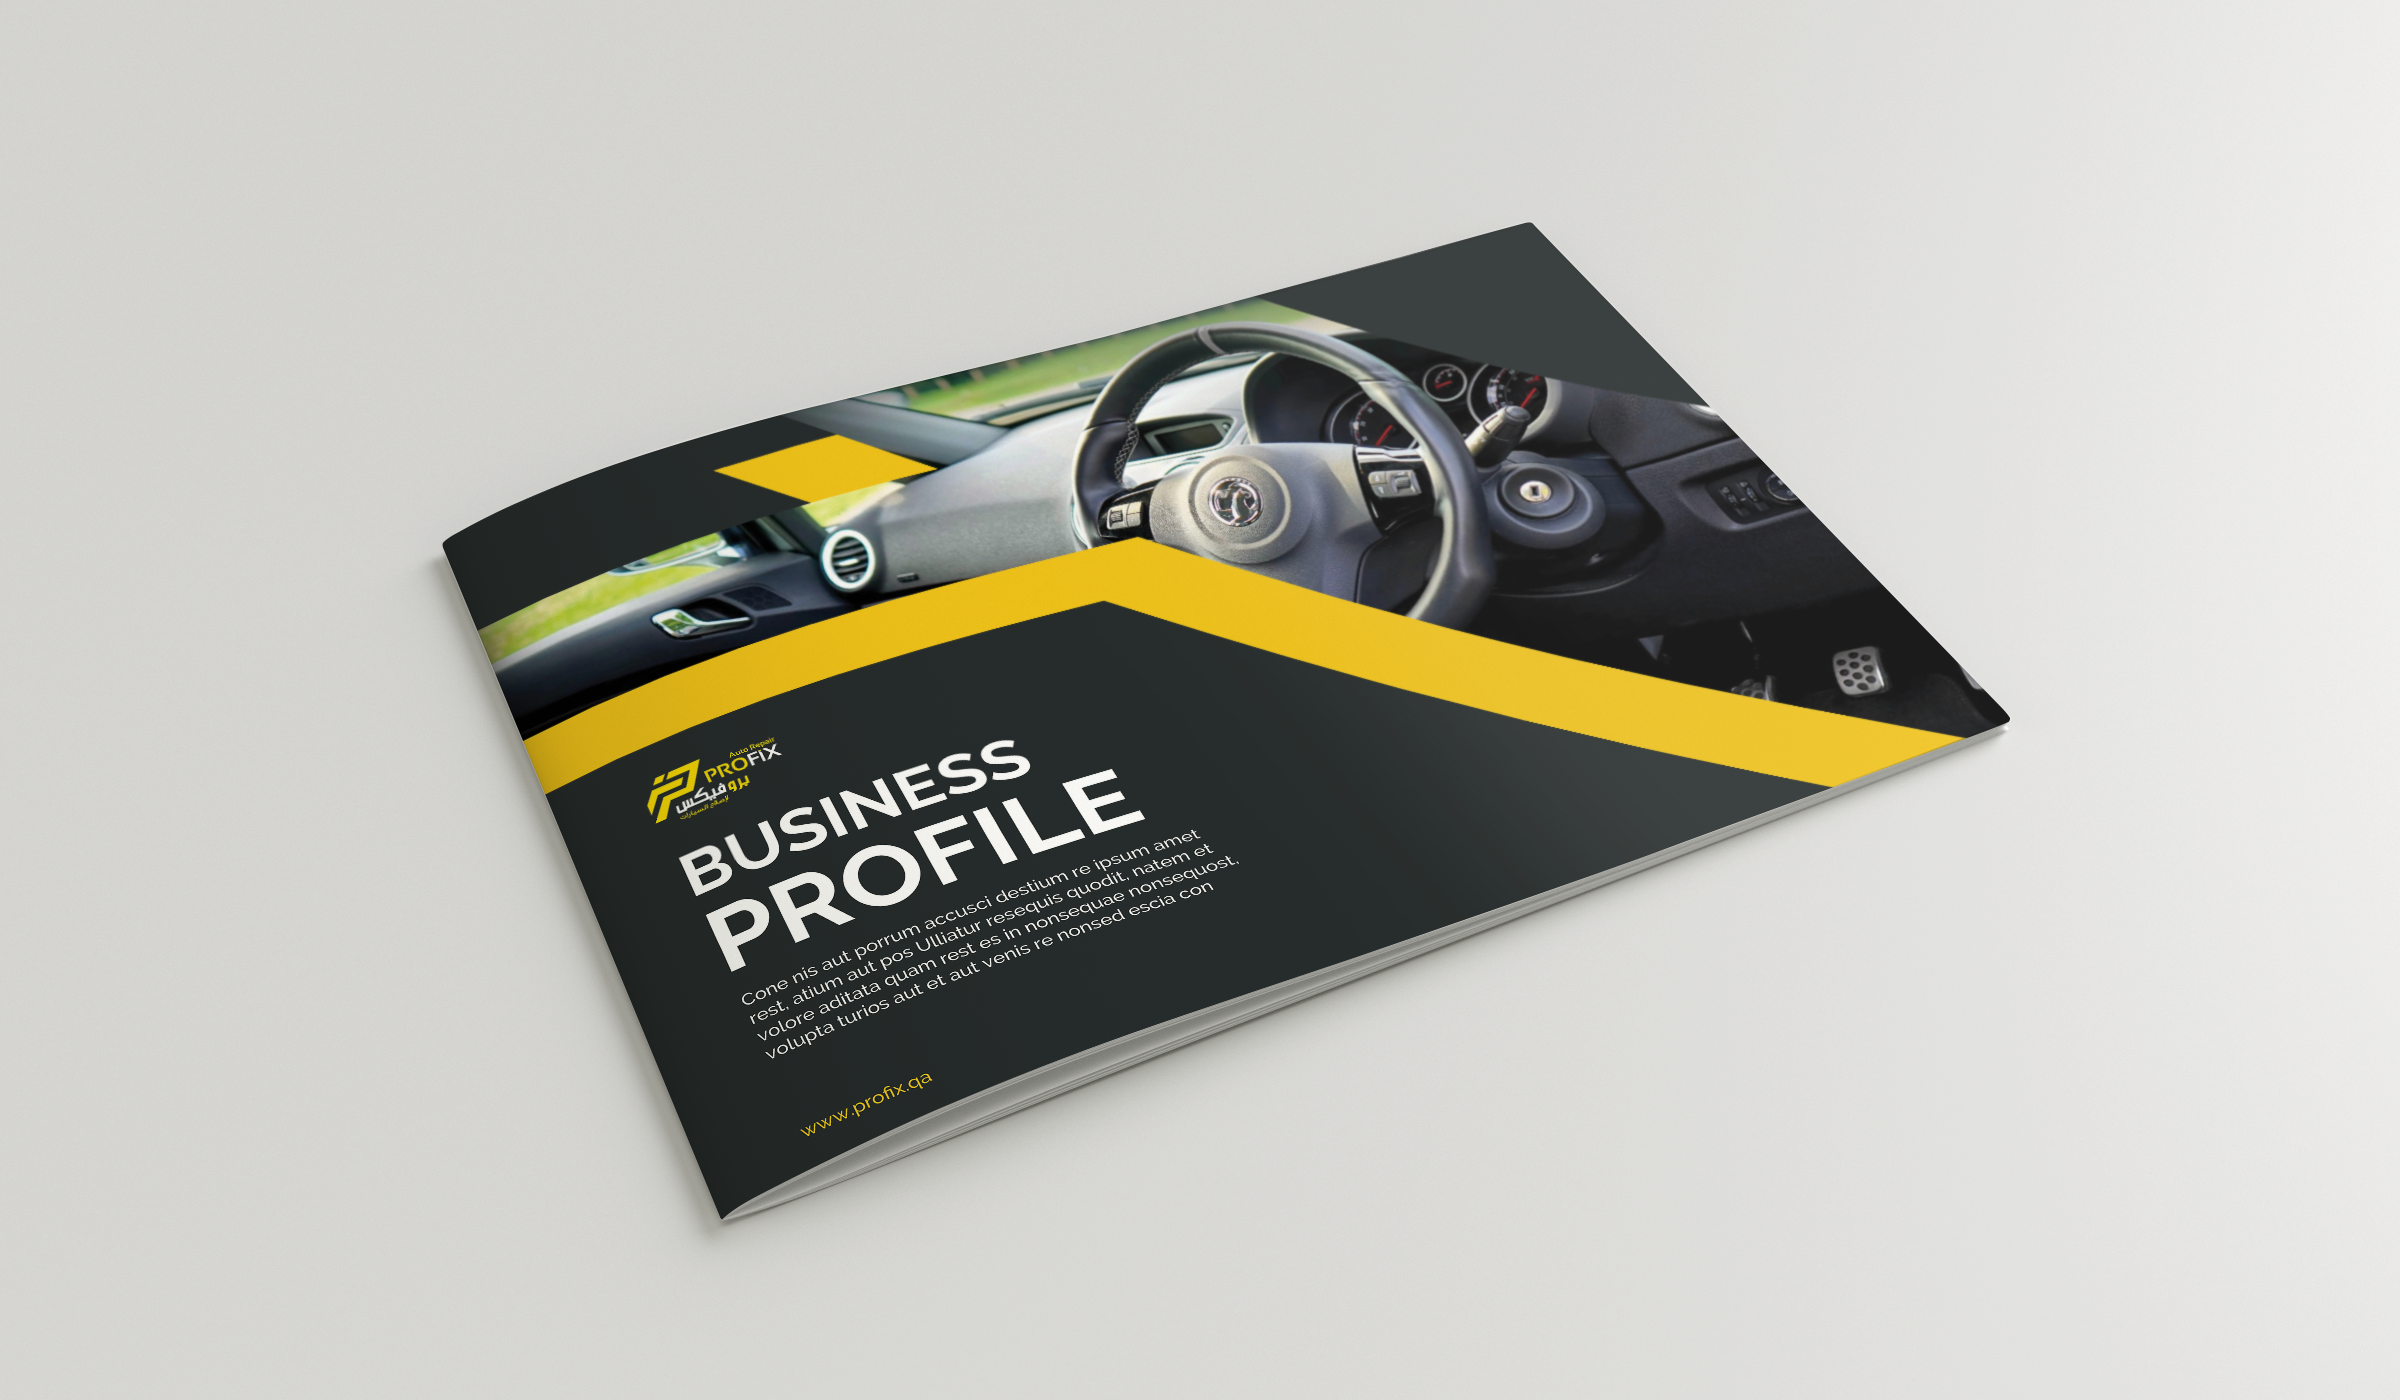 Auto Repair
PROFiX
بروفيكس
لإصلاح السيارات
BUSINESS
PROFILE
Cone nis aut porrum accusci destium re ipsum amet
rest, atium aut pos Ulliatur resequis quodit, natem et
volore aditata quam rest es in nonsequae nonsequost,
volupta turios aut et aut venis re nonsed escia con
www.profix.qa